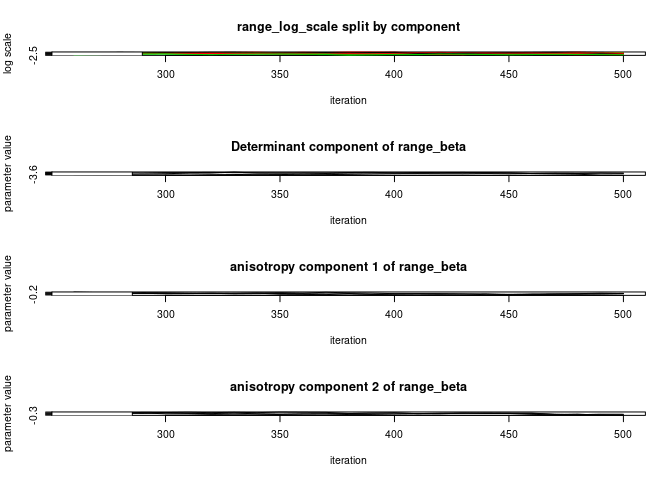 range_log_scale split by component
log scale
-2.5
300 350 400 450 500
iteration
Determinant component of range_beta
parameter value
-3.6
300 350 400 450 500
iteration
anisotropy component 1 of range_beta
parameter value
-0.2
300 350 400 450 500
iteration
anisotropy component 2 of range_beta
parameter value
-0.3
300 350 400 450 500
iteration